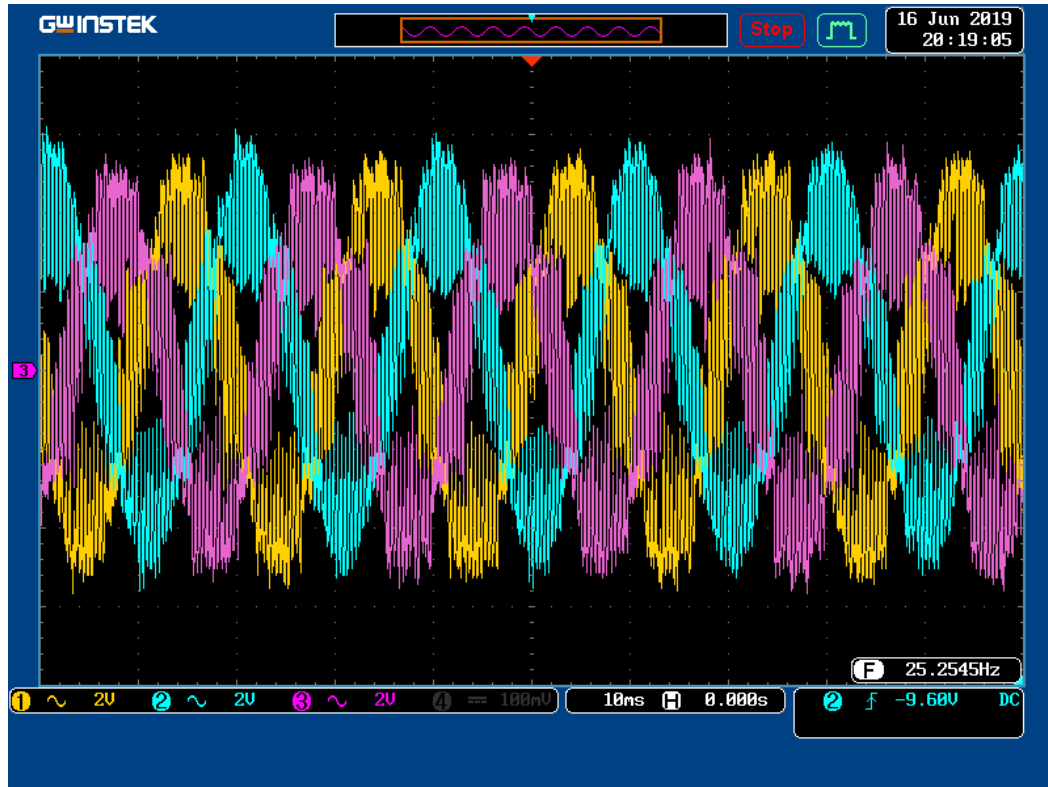 GWINSTEK
Stop
16 Jun 2019
20:19:05
3
F 25.2545Hz
1 2V 2 2V 3 2V 4 100mV 10ms H 0.000s 2 -9.60V DC